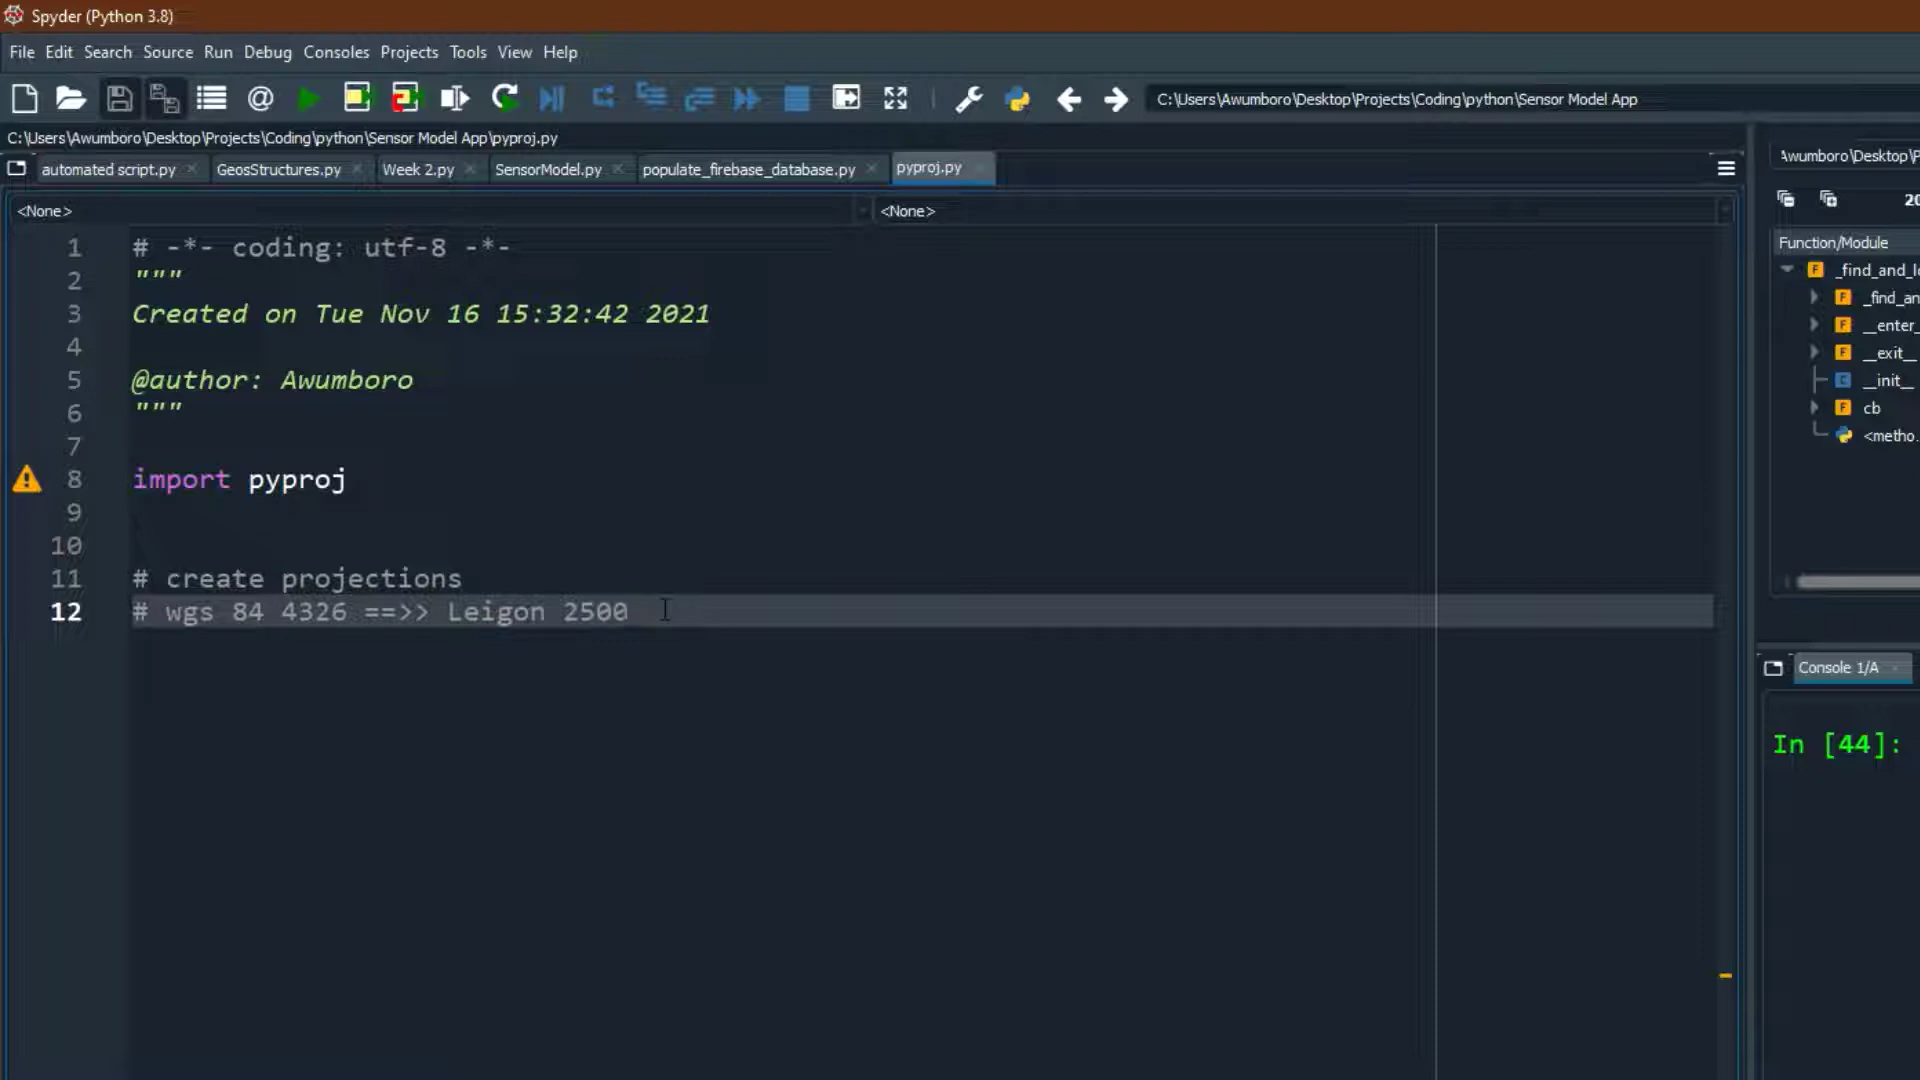 Spyder (Python 3.8)
File Edit Search Source Run Debug Consoles Projects Tools View Help
C:\Users\Awumboro\Desktop\Projects\Coding\python\Sensor Model App
C:\Users\Awumboro\Desktop\Projects\Coding\python\Sensor Model App\pyproj.py
automated script.py GeosStructures.py Week 2.py SensorModel.py populate_firebase_database.py pyproj.py
<None> <None>
1 # -*- coding: utf-8 -*-
2 """
3 Created on Tue Nov 16 15:32:42 2021
4
5 @author: Awumboro
6 """
7
8 import pyproj
9
10
11 # create projections
12 # wgs 84 4326 ==>> Leigon 2500
Awumboro\Desktop\P
20
Function/Module
_find_and_lo
_find_an
__enter_
__exit__
__init__
cb
<metho.
Console 1/A
In [44]: